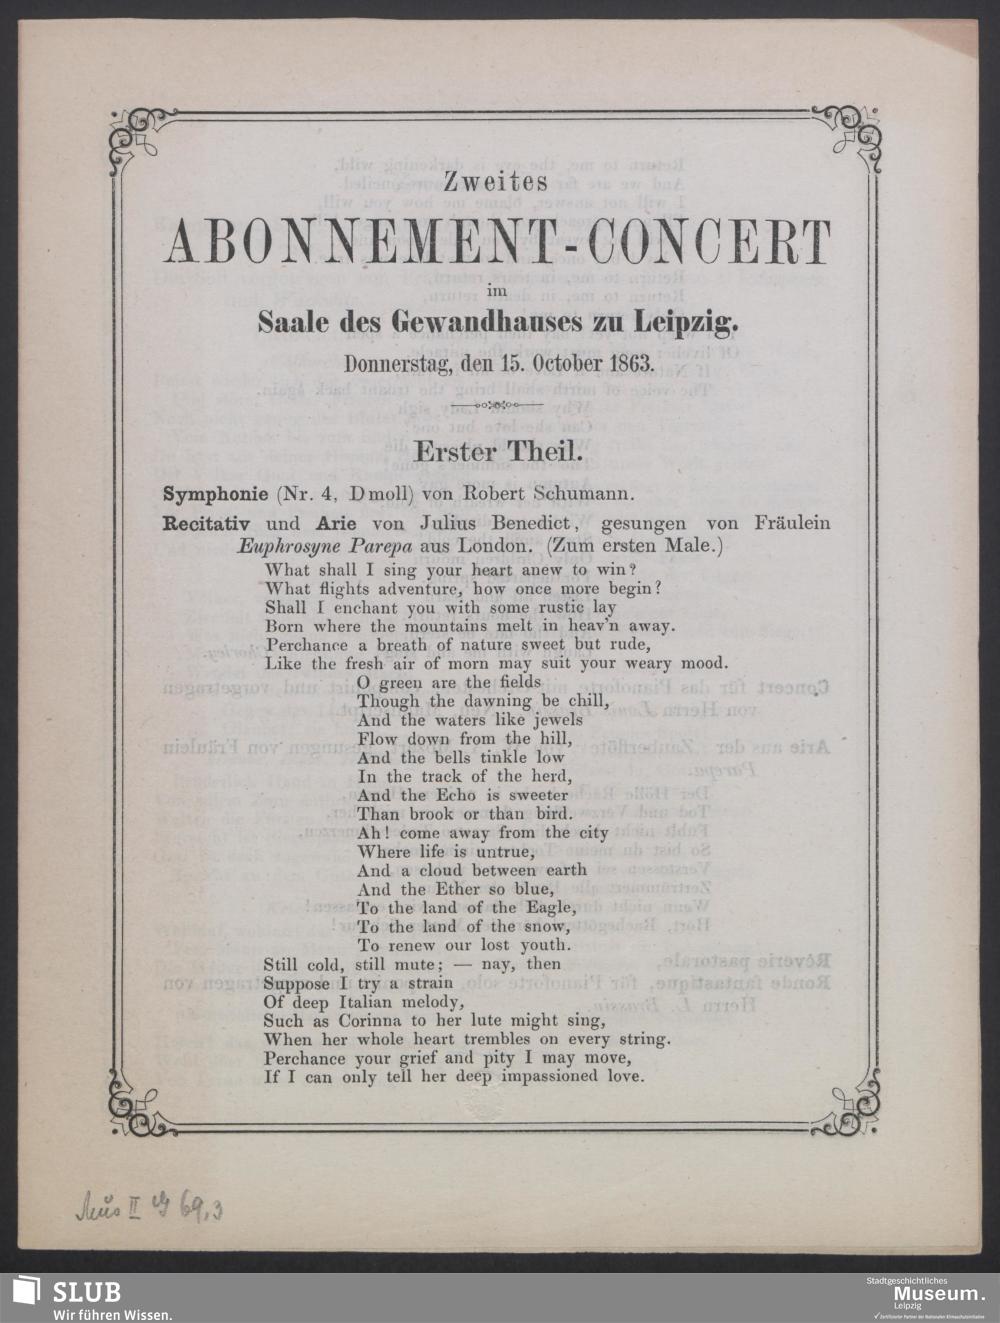 Zweites
ABONNEMENT-CONCERT
im
Saale des Gewandhauses zu Leipzig.
Donnerstag, den 15. October 1863.
Erster Theil.
Symphonie (Nr. 4, Dmoll) von Robert Schumann.
Recitativ und Arie von Julius Benedict, gesungen von Fräulein
Euphrosyne Parepa aus London. (Zum ersten Male.)
What shall I sing your heart anew to win?
What flights adventure, how once more begin?
Shall I enchant you with some rustic lay
Born where the mountains melt in heav'n away.
Perchance a breath of nature sweet but rude,
Like the fresh air of morn may suit your weary mood.
O green are the fields
Though the dawning be chill,
And the waters like jewels
Flow down from the hill,
And the bells tinkle low
In the track of the herd,
And the Echo is sweeter
Than brook or than bird.
Ah! come away from the city
Where life is untrue,
And a cloud between earth
And the Ether so blue,
To the land of the Eagle,
To the land of the snow,
To renew our lost youth.
Still cold, still mute; — nay, then
Suppose I try a strain
Of deep Italian melody,
Such as Corinna to her lute might sing,
When her whole heart trembles on every string.
Perchance your grief and pity I may move,
If I can only tell her deep impassioned love.
II 69,3
SLUB
Wir führen Wissen.
Stadtgeschichtliches
Museum.
Leipzig
Zertifizierter Partner der Nationalen Klimaschutzinitiative